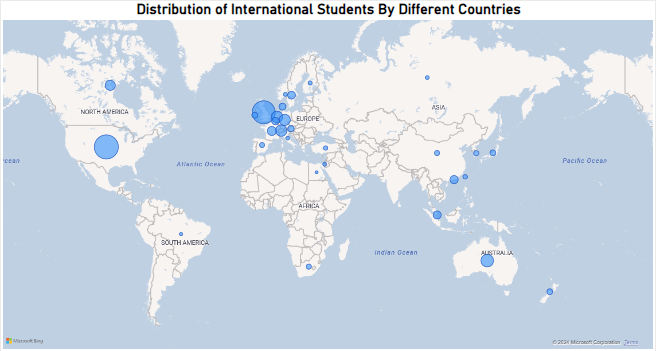 Distribution of International Students By Different Countries
NORTH AMERICA
ASIA
EUROPE
Atlantic Ocean
cean
Pacific Ocean
AFRICA
SOUTH AMERICA
Indian Ocean
AUSTRALIA
Microsoft Bing
© 2024 Microsoft Corporation Terms